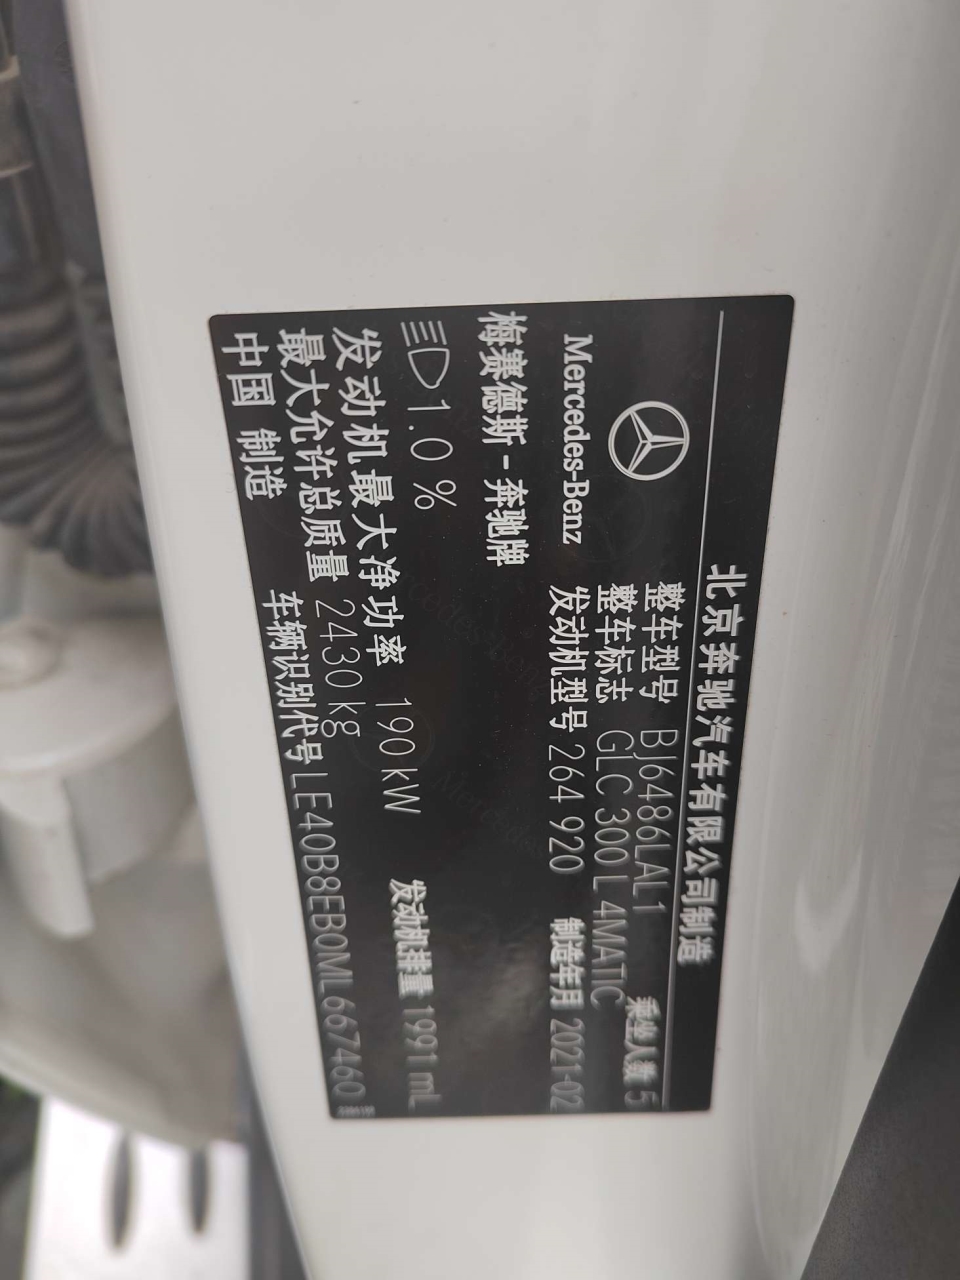 北京奔驰汽车有限公司制造
Mercedes-Benz
梅赛德斯-奔驰牌
整车型号 BJ6486LAL1 乘坐人数 5
整车标志 GLC 300 L 4MATIC
发动机型号 264 920 制造年月 2021-02
1.0 %
发动机最大净功率 190 kW 发动机排量 1991 mL
最大允许总质量 2430 kg
中国 制造 车辆识别代号 LE40B8EB0ML667460